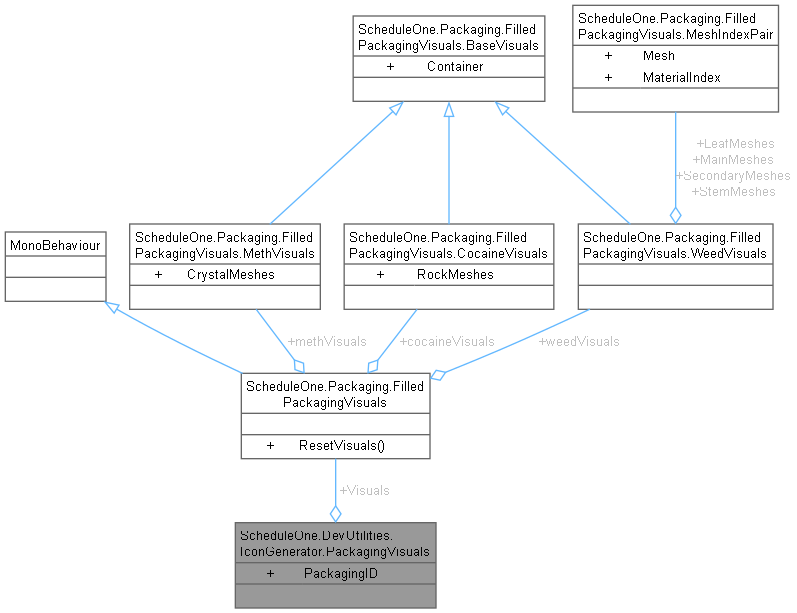 ScheduleOne.Packaging.Filled
PackagingVisuals.BaseVisuals
+ Container
ScheduleOne.Packaging.Filled
PackagingVisuals.MeshIndexPair
+ Mesh
+ MaterialIndex
+LeafMeshes
+MainMeshes
+SecondaryMeshes
+StemMeshes
MonoBehaviour
ScheduleOne.Packaging.Filled
PackagingVisuals.MethVisuals
+ CrystalMeshes
ScheduleOne.Packaging.Filled
PackagingVisuals.CocaineVisuals
+ RockMeshes
ScheduleOne.Packaging.Filled
PackagingVisuals.WeedVisuals
+methVisuals
+cocaineVisuals
+weedVisuals
ScheduleOne.Packaging.Filled
PackagingVisuals
+ ResetVisuals()
+Visuals
ScheduleOne.DevUtilities.
IconGenerator.PackagingVisuals
+ PackagingID